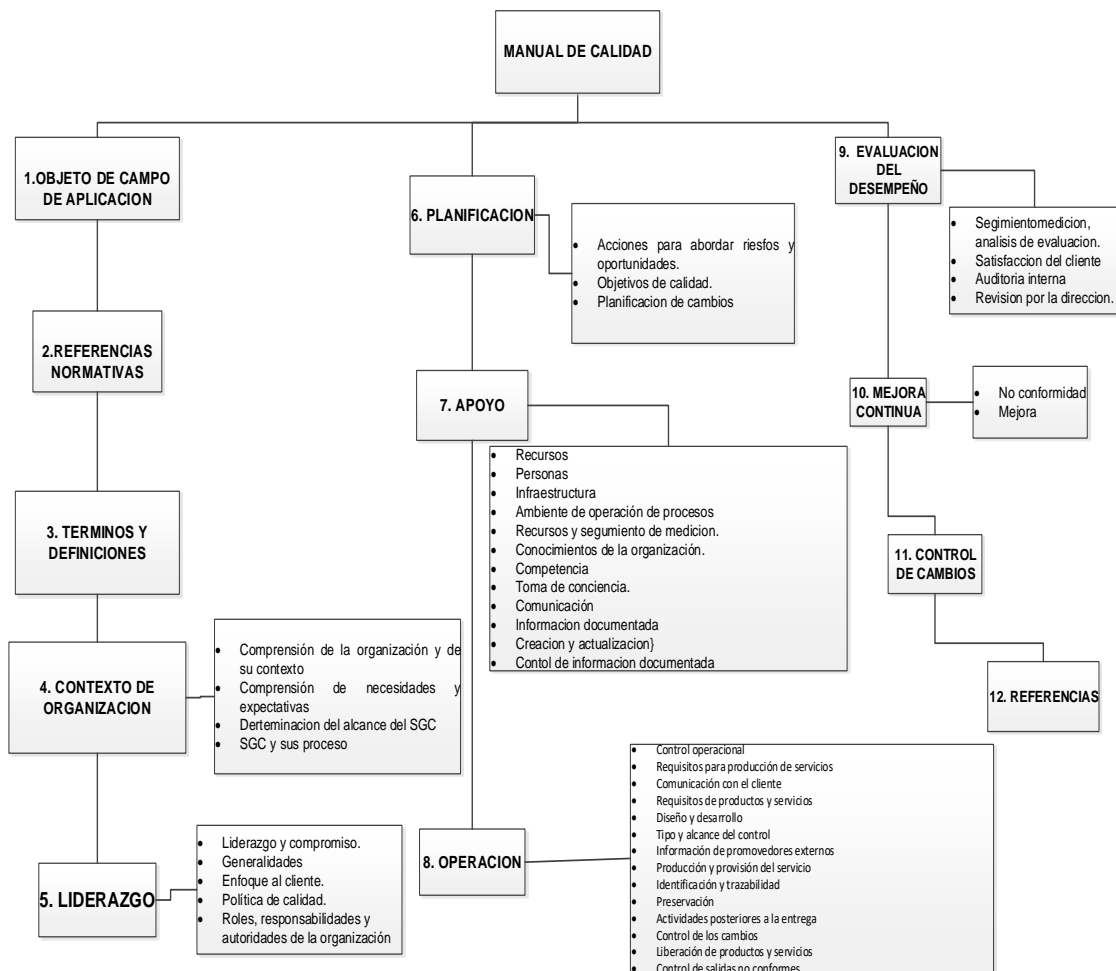 MANUAL DE CALIDAD
1.OBJETO DE CAMPO
DE APLICACION
2.REFERENCIAS
NORMATIVAS
3. TERMINOS Y
DEFINICIONES
4. CONTEXTO DE
ORGANIZACION
• Comprensión de la organización y de
su contexto
• Comprensión de necesidades y
expectativas
• Derteminacion del alcance del SGC
• SGC y sus proceso
5. LIDERAZGO
• Liderazgo y compromiso.
• Generalidades
• Enfoque al cliente.
• Política de calidad.
• Roles, responsabilidades y
autoridades de la organización
6. PLANIFICACION
• Acciones para abordar riesfos y
oportunidades.
• Objetivos de calidad.
• Planificacion de cambios
7. APOYO
• Recursos
• Personas
• Infraestructura
• Ambiente de operación de procesos
• Recursos y segumiento de medicion.
• Conocimientos de la organización.
• Competencia
• Toma de conciencia.
• Comunicación
• Informacion documentada
• Creacion y actualizacion}
• Contol de informacion documentada
8. OPERACION
• Control operacional
• Requisitos para producción de servicios
• Comunicación con el cliente
• Requisitos de productos y servicios
• Diseño y desarrollo
• Tipo y alcance del control
• Información de promovedores externos
• Producción y provisión del servicio
• Identificación y trazabilidad
• Preservación
• Actividades posteriores a la entrega
• Control de los cambios
• Liberación de productos y servicios
• Control de salidas no conformes
9. EVALUACION
DEL
DESEMPEÑO
• Segimientomedicion,
analisis de evaluacion.
• Satisfaccion del cliente
• Auditoria interna
• Revision por la direccion.
10. MEJORA
CONTINUA
• No conformidad
• Mejora
11. CONTROL
DE CAMBIOS
12. REFERENCIAS